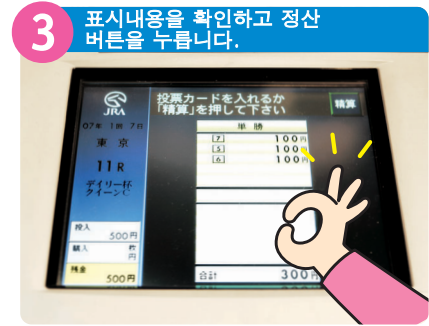 3
표시내용을 확인하고 정산
버튼을 누릅니다.
JRA
投票カードを入れるか
「精算」を押して下さい
精算
07年 1回 7日
東 京
11R
デイリー杯
クイーンC
単 勝
[7] 100円
[5] 100
[6] 100円
投入
500円
購入 枚
円
残金
500円
合計 300円